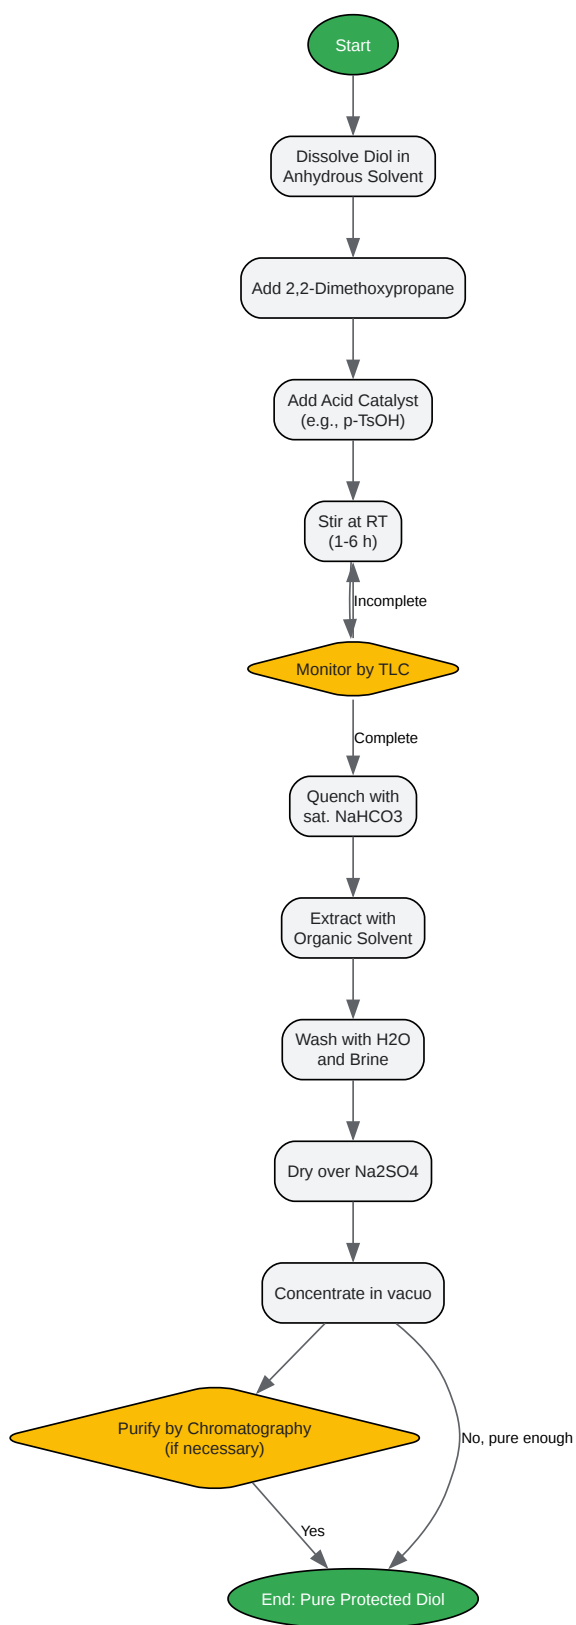 Start
Dissolve Diol in
Anhydrous Solvent
Add 2,2-Dimethoxypropane
Add Acid Catalyst
(e.g., p-TsOH)
Stir at RT
(1-6 h)
Incomplete
Monitor by TLC
Complete
Quench with
sat. NaHCO3
Extract with
Organic Solvent
Wash with H2O
and Brine
Dry over Na2SO4
Concentrate in vacuo
Purify by Chromatography
(if necessary)
No, pure enough
Yes
End: Pure Protected Diol